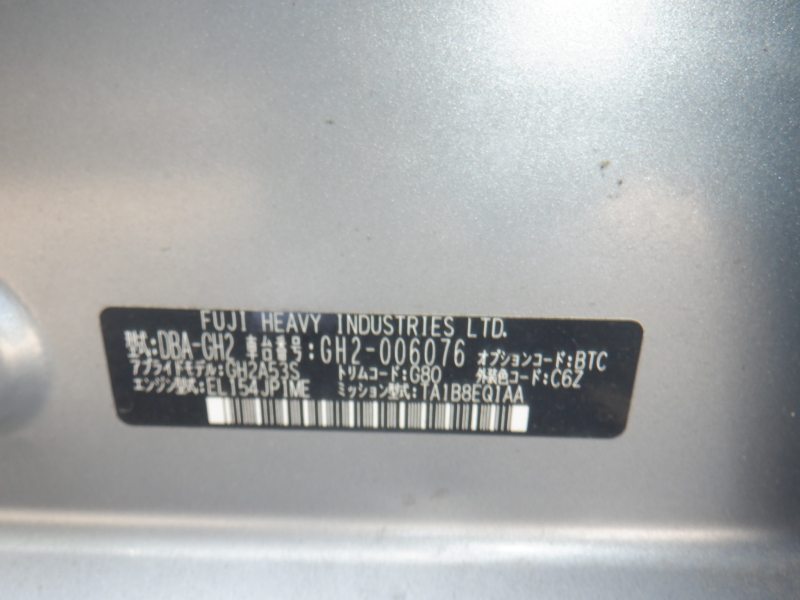 FUJI HEAVY INDUSTRIES LTD.
型式:DBA-GH2 車台番号:GH2-006076 オプションコード:BTC
アプライドモデル:GH2A53S トリムコード:G80 外装色コード:C6Z
エンジン型式:EL154JP1ME ミッション型式:TA1B8EQ1AA